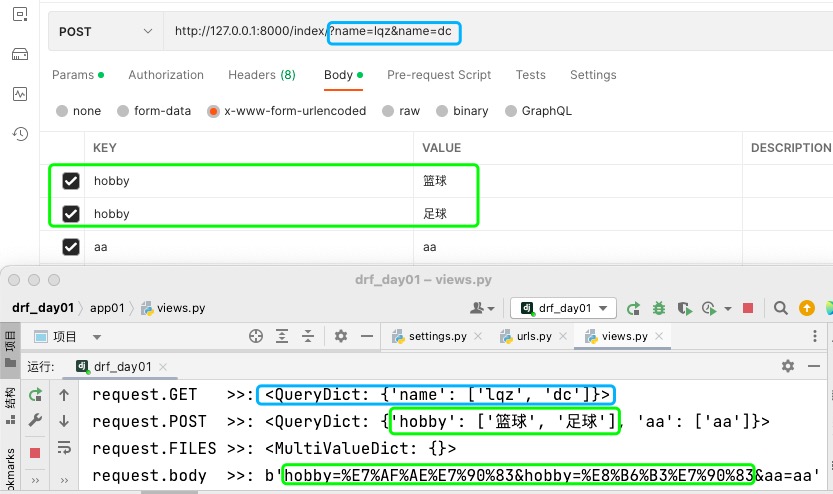 POST http://127.0.0.1:8000/index/?name=lqz&name=dc
Params Authorization Headers (8) Body Pre-request Script Tests Settings
none form-data x-www-form-urlencoded raw binary GraphQL
KEY VALUE DESCRIPTION
hobby 篮球
hobby 足球
aa aa
drf_day01 – views.py
drf_day01 app01 views.py drf_day01
项目 项目 settings.py urls.py views.py
运行: drf_day01
结构 request.GET >>: <QueryDict: {'name': ['lqz', 'dc']}>
request.POST >>: <QueryDict: {'hobby': ['篮球', '足球'], 'aa': ['aa']}>
request.FILES >>: <MultiValueDict: {}>
request.body >>: b'hobby=%E7%AF%AE%E7%90%83&hobby=%E8%B6%B3%E7%90%83&aa=aa'